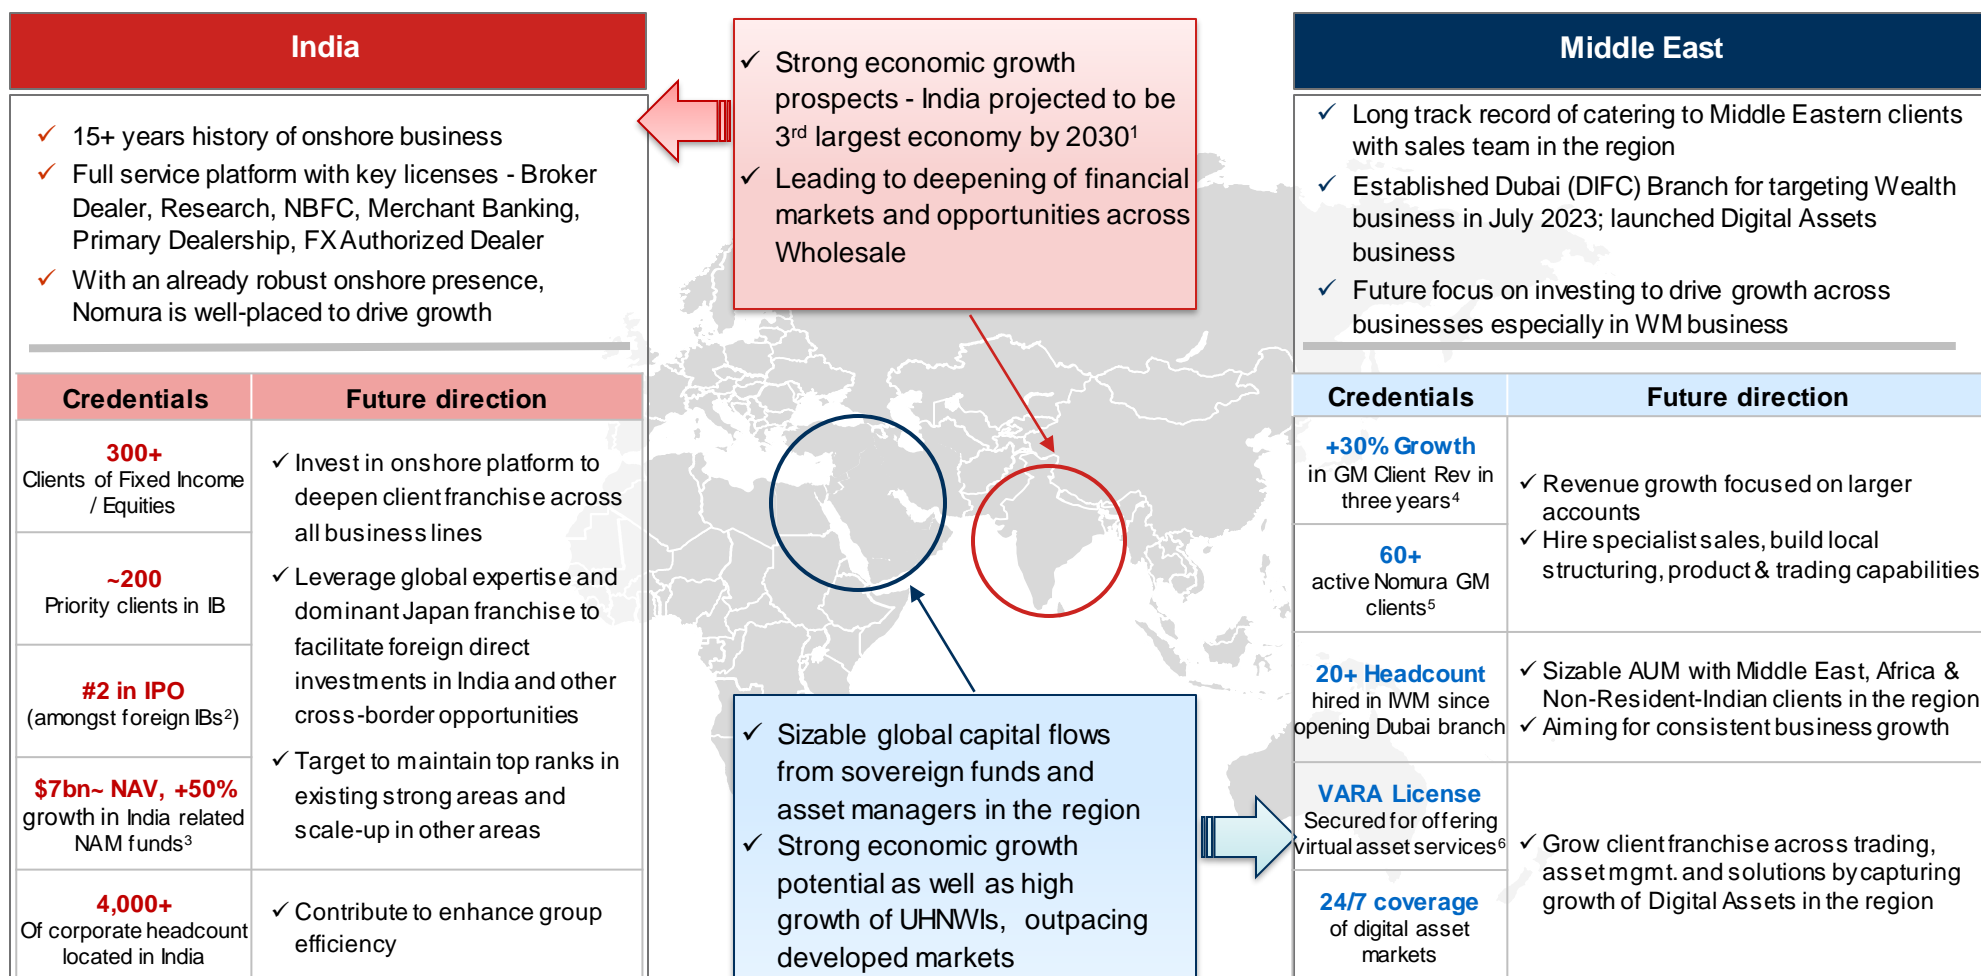 India
✓ 15+ years history of onshore business
✓ Full service platform with key licenses - Broker
Dealer, Research, NBFC, Merchant Banking,
Primary Dealership, FX Authorized Dealer
✓ With an already robust onshore presence,
Nomura is well-placed to drive growth
Credentials
Future direction
300+
Clients of Fixed Income
/ Equities
~200
Priority clients in IB
#2 in IPO
(amongst foreign IBs²)
$7bn~ NAV, +50%
growth in India related
NAM funds³
✓ Invest in onshore platform to
deepen client franchise across
all business lines
✓ Leverage global expertise and
dominant Japan franchise to
facilitate foreign direct
investments in India and other
cross-border opportunities
✓ Target to maintain top ranks in
existing strong areas and
scale-up in other areas
4,000+
Of corporate headcount
located in India
✓ Contribute to enhance group
efficiency
✓ Strong economic growth
prospects - India projected to be
3rd largest economy by 2030¹
✓ Leading to deepening of financial
markets and opportunities across
Wholesale
✓ Sizable global capital flows
from sovereign funds and
asset managers in the region
✓ Strong economic growth
potential as well as high
growth of UHNWIs, outpacing
developed markets
Middle East
✓ Long track record of catering to Middle Eastern clients
with sales team in the region
✓ Established Dubai (DIFC) Branch for targeting Wealth
business in July 2023; launched Digital Assets
business
✓ Future focus on investing to drive growth across
businesses especially in WM business
Credentials
Future direction
+30% Growth
in GM Client Rev in
three years⁴
60+
active Nomura GM
clients⁵
✓ Revenue growth focused on larger
accounts
✓ Hire specialist sales, build local
structuring, product & trading capabilities
20+ Headcount
hired in IWM since
opening Dubai branch
✓ Sizable AUM with Middle East, Africa &
Non-Resident-Indian clients in the region
✓ Aiming for consistent business growth
VARA License
Secured for offering
virtual asset services⁶
24/7 coverage
of digital asset
markets
✓ Grow client franchise across trading,
asset mgmt. and solutions by capturing
growth of Digital Assets in the region